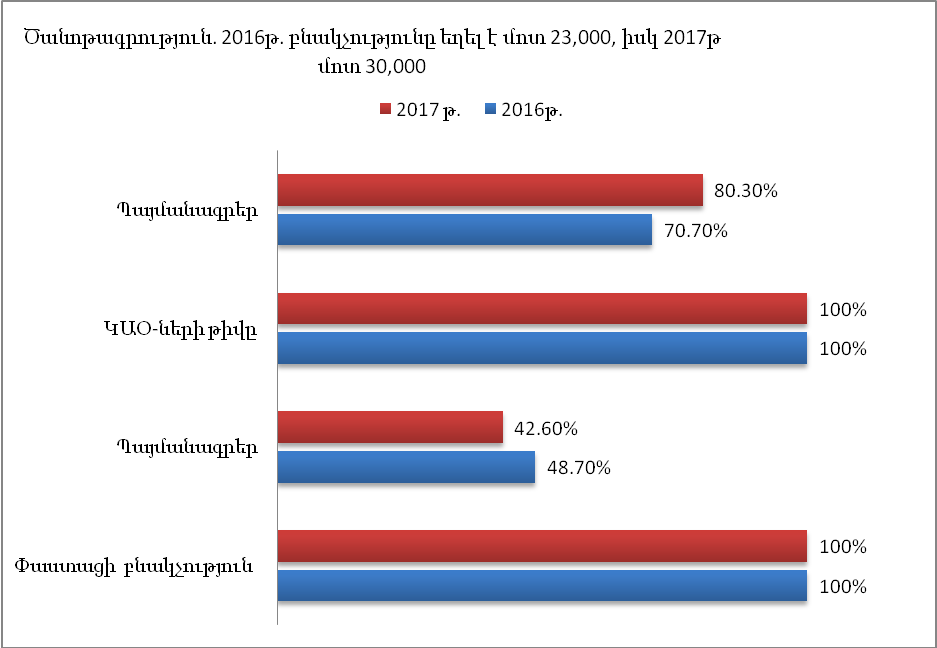 Ծանոթագրություն. 2016թ. բնակչությունը եղել է մոտ 23,000, իսկ 2017թ
մոտ 30,000
2017 թ. 2016թ.
Պայմանագրեր
80.30%
70.70%
ԿԱՕ-ների թիվը
100%
100%
Պայմանագրեր
42.60%
48.70%
Փաստացի բնակչություն
100%
100%